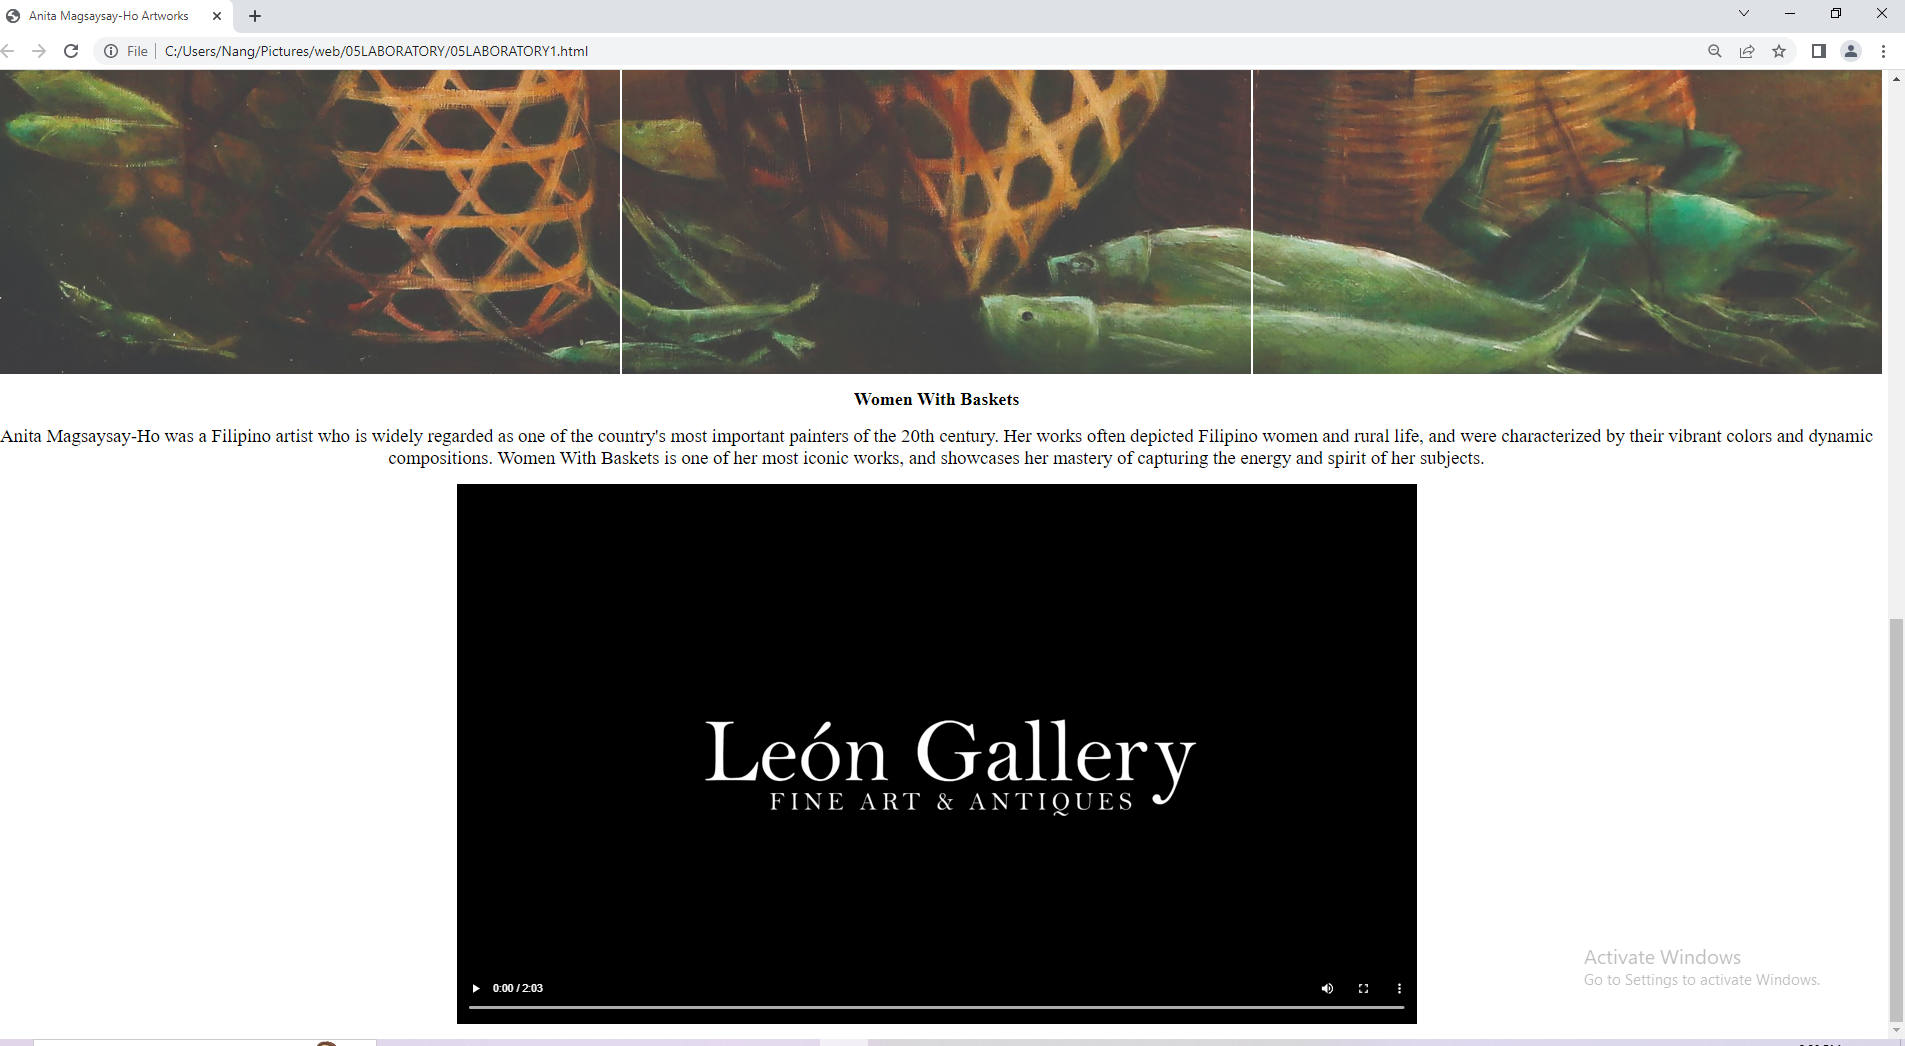 Anita Magsaysay-Ho Artworks
File
C:/Users/Nang/Pictures/web/05LABORATORY/05LABORATORY1.html
Women With Baskets
Anita Magsaysay-Ho was a Filipino artist who is widely regarded as one of the country's most important painters of the 20th century. Her works often depicted Filipino women and rural life, and were characterized by their vibrant colors and dynamic
compositions. Women With Baskets is one of her most iconic works, and showcases her mastery of capturing the energy and spirit of her subjects.
León Gallery
FINE ART & ANTIQUES
Activate Windows
Go to Settings to activate Windows.
0:00 / 2:03